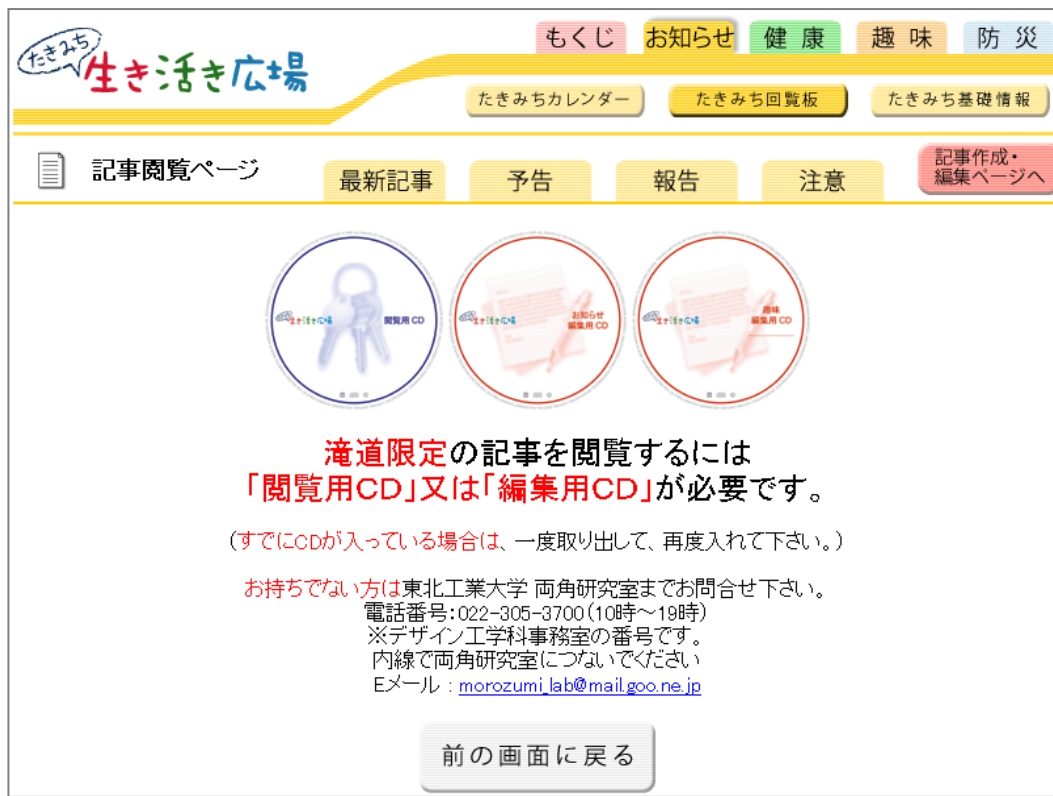 たきみち
生き活き広場
もくじ
お知らせ
健康
趣味
防災
たきみちカレンダー
たきみち回覧板
たきみち基礎情報
記事閲覧ページ
最新記事
予告
報告
注意
記事作成・
編集ページへ
生き活き広場
閲覧用 CD
生き活き広場
お知らせ
編集用 CD
生き活き広場
趣味
編集用 CD
滝道限定の記事を閲覧するには
「閲覧用CD」又は「編集用CD」が必要です。
(すでにCDが入っている場合は、一度取り出して、再度入れて下さい。)
お持ちでない方は東北工業大学 両角研究室までお問合せ下さい。
電話番号:022-305-3700(10時～19時)
※デザイン工学科事務室の番号です。
内線で両角研究室につないでください
Eメール : morozumi_lab@mail.goo.ne.jp
前の画面に戻る